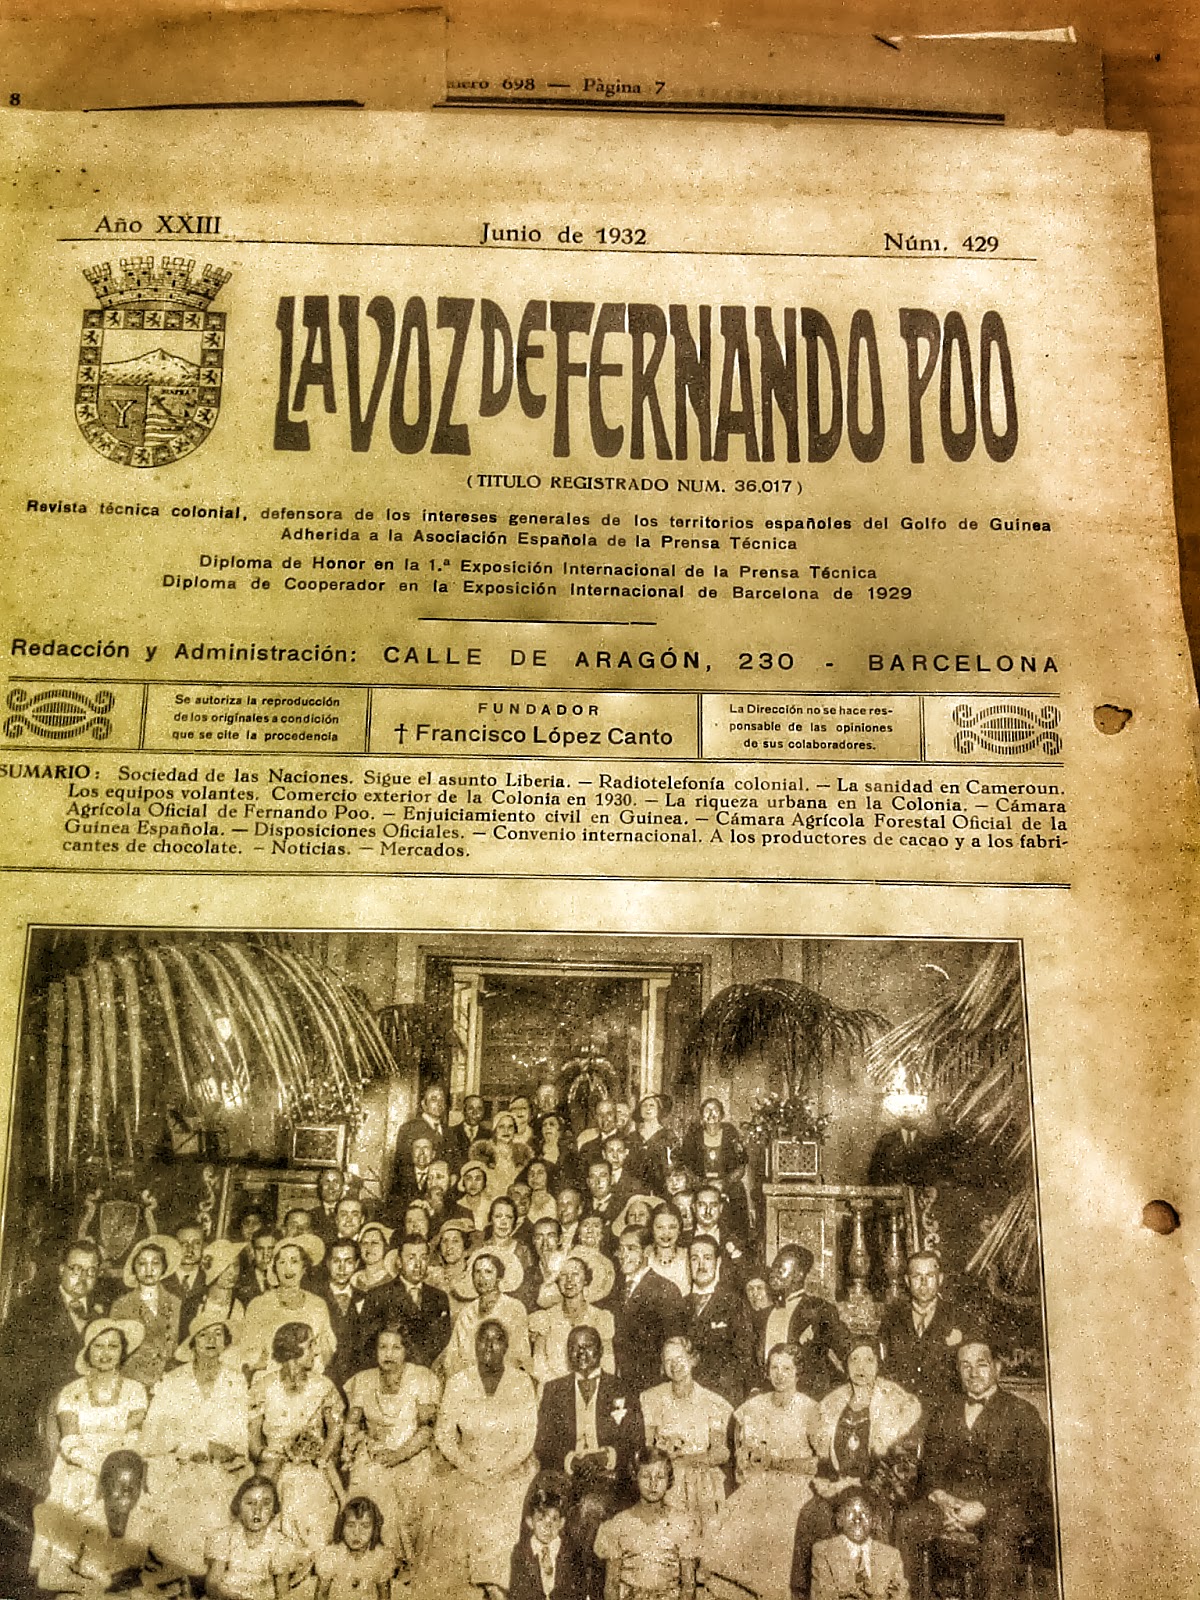 8
mero 698 — Pàgina 7
Año XXIII
Junio de 1932
Núm. 429
LA VOZ DE FERNANDO POO
(TITULO REGISTRADO NUM. 36.017)
Revista técnica colonial, defensora de los intereses generales de los territorios españoles del Golfo de Guinea
Adherida a la Asociación Española de la Prensa Técnica
Diploma de Honor en la 1.ª Exposición Internacional de la Prensa Técnica
Diploma de Cooperador en la Exposición Internacional de Barcelona de 1929
Redacción y Administración: CALLE DE ARAGÓN, 230 - BARCELONA
Se autoriza la reproducción
de los originales a condición
que se cite la procedencia
FUNDADOR
† Francisco López Canto
La Dirección no se hace res-
ponsable de las opiniones
de sus colaboradores.
SUMARIO: Sociedad de las Naciones. Sigue el asunto Liberia. — Radiotelefonía colonial. — La sanidad en Cameroun.
Los equipos volantes. Comercio exterior de la Colonia en 1930. — La riqueza urbana en la Colonia. — Cámara
Agrícola Oficial de Fernando Poo. — Enjuiciamiento civil en Guinea. — Cámara Agrícola Forestal Oficial de la
Guinea Española. — Disposiciones Oficiales. — Convenio internacional. A los productores de cacao y a los fabri-
cantes de chocolate. — Noticias. — Mercados.